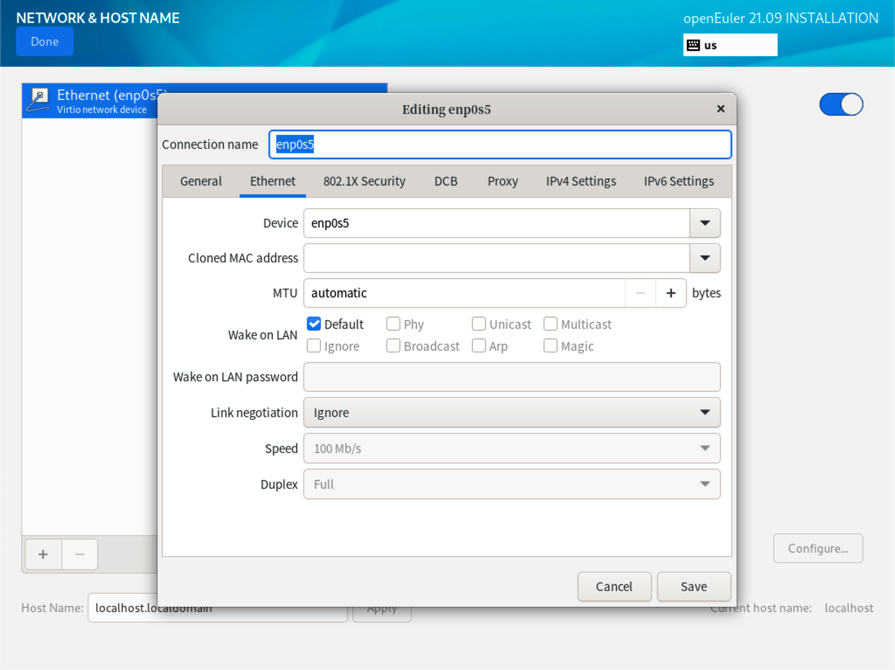 NETWORK & HOST NAME
openEuler 21.09 INSTALLATION
Done
us
Ethernet (enp0s5)
Virtio network device
Editing enp0s5
Connection name enp0s5
General Ethernet 802.1X Security DCB Proxy IPv4 Settings IPv6 Settings
Device enp0s5
Cloned MAC address
MTU automatic − + bytes
Wake on LAN
Default Phy Unicast Multicast
Ignore Broadcast Arp Magic
Wake on LAN password
Link negotiation Ignore
Speed 100 Mb/s
Duplex Full
+ −
Configure...
Cancel Save
Host Name: localhost.localdomain Apply Current host name: localhost